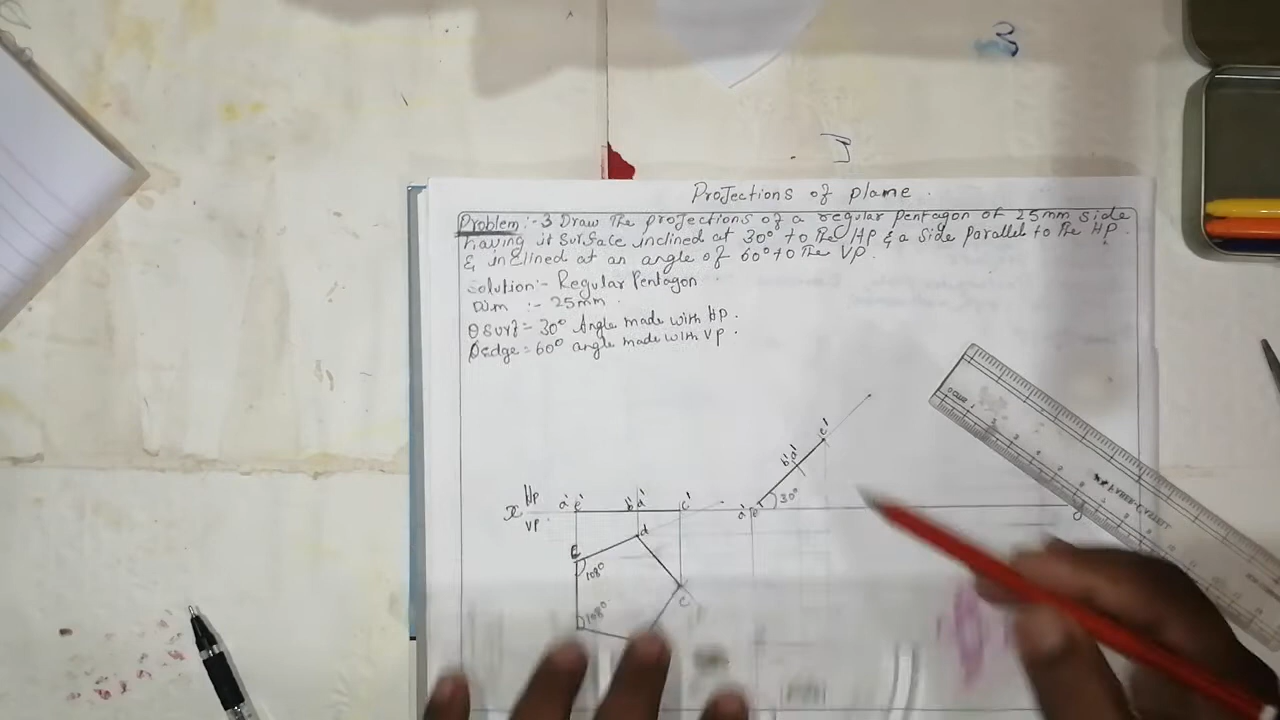 ProJections of plame.
Problem:-3 Draw The projections of a regular Pentagon of 25mm side
having it surface inclined at 30° to The HP & a side Parallel to The HP
& inclined at an angle of 60° to The VP.
Solution:- Regular Pentagon
Dim :- 25mm.
θsurf = 30° Angle made with HP.
Øedge = 60° angle made with VP.
c'
b'd'
30°
HP
x
VP
a' e'
b' d'
c'
a' e'
y
d
E
108°
c
108°